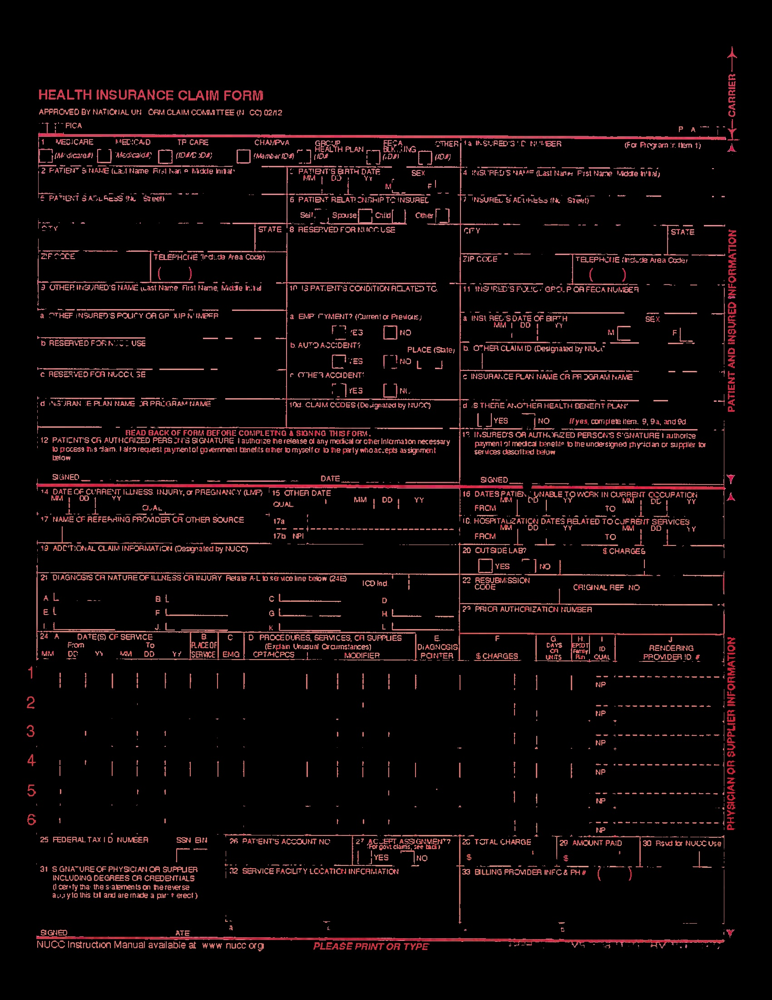 CARRIER
HEALTH INSURANCE CLAIM FORM
APPROVED BY NATIONAL CLAIM COMMITTEE 02/12
PICA
1 MEDICARE MEDICAID CHAMPVA GROUP HEALTH PLAN FECA OTHER
(Medicare#) (Medicaid#) (Member ID#) (ID#) (ID#)
1a INSURED'S NUMBER (For Program in Item 1)
2 PATIENT'S NAME (Last Name First Name Middle Initial)
3 PATIENT'S BIRTH DATE SEX
MM DD YY M F
4 INSURED'S NAME (Last Name First Name Middle Initial)
5 PATIENT'S ADDRESS (No Street)
6 PATIENT RELATIONSHIP TO INSURED
Self Spouse Child Other
7 INSURED'S ADDRESS (No Street)
CITY STATE
8 RESERVED FOR NUCC USE
CITY STATE
ZIP CODE TELEPHONE (Include Area Code)
( )
ZIP CODE TELEPHONE (Include Area Code)
( )
9 OTHER INSURED'S NAME (Last Name First Name, Middle Initial
10 IS PATIENT'S CONDITION RELATED TO
11 INSURED'S POLICY GROUP OR FECA NUMBER
a OTHER INSURED'S POLICY OR GROUP NUMBER
a EMPLOYMENT? (Current or Previous)
YES NO
a INSURED'S DATE OF BIRTH SEX
MM DD YY M F
b RESERVED FOR NUCC USE
b. AUTO ACCIDENT? PLACE (State)
YES NO
b. OTHER CLAIM ID (Designated by NUCC
c RESERVED FOR NUCC USE
c OTHER ACCIDENT?
YES NO
c INSURANCE PLAN NAME OR PROGRAM NAME
d INSURANCE PLAN NAME OR PROGRAM NAME
10d. CLAIM CODES (Designated by NUCC)
d IS THERE ANOTHER HEALTH BENEFIT PLAN?
YES NO If yes, complete items 9, 9a, and 9d.
PATIENT AND INSURED INFORMATION
READ BACK OF FORM BEFORE COMPLETING & SIGNING THIS FORM.
12 PATIENT'S OR AUTHORIZED PERSON'S SIGNATURE I authorize the release of any medical or other information necessary
to process this claim. I also request payment of government benefits either to myself or to the party who accepts assignment
below
SIGNED DATE
13 INSURED'S OR AUTHORIZED PERSON'S SIGNATURE I authorize
payment of medical benefits to the undersigned physician or supplier for
services described below
SIGNED
14 DATE OF CURRENT ILLNESS, INJURY, or PREGNANCY (LMP)
MM DD YY
QUAL
15 OTHER DATE
QUAL. MM DD YY
16 DATES PATIENT UNABLE TO WORK IN CURRENT OCCUPATION
MM DD YY MM DD YY
FROM TO
17 NAME OF REFERRING PROVIDER OR OTHER SOURCE
17a
17b NPI
18. HOSPITALIZATION DATES RELATED TO CURRENT SERVICES
MM DD YY MM DD YY
FROM TO
19 ADDITIONAL CLAIM INFORMATION (Designated by NUCC)
20 OUTSIDE LAB? $ CHARGES
YES NO
21 DIAGNOSIS OR NATURE OF ILLNESS OR INJURY Relate A-L to service line below (24E)
ICD Ind.
A. B. C D
E. F G H.
I. J. K L
22 RESUBMISSION
CODE ORIGINAL REF NO
23 PRIOR AUTHORIZATION NUMBER
24 A DATE(S) OF SERVICE
From To
MM DD YY MM DD YY
B.
PLACE OF
SERVICE
C
EMG
D PROCEDURES, SERVICES, OR SUPPLIES
(Explain Unusual Circumstances)
CPT/HCPCS MODIFIER
E.
DIAGNOSIS
POINTER
F
$ CHARGES
G.
DAYS
OR
UNITS
H.
EPSDT
Family
Plan
I
ID
QUAL
J
RENDERING
PROVIDER ID. #
1
NP
2
NP
3
NP
4
NP
5
NP
6
NP
PHYSICIAN OR SUPPLIER INFORMATION
25 FEDERAL TAX I D NUMBER SSN EIN
26 PATIENT'S ACCOUNT NO
27 ACCEPT ASSIGNMENT?
(For govt. claims, see back)
YES NO
28 TOTAL CHARGE
$
29 AMOUNT PAID
$
30 Rsvd for NUCC Use
31 SIGNATURE OF PHYSICIAN OR SUPPLIER
INCLUDING DEGREES OR CREDENTIALS
(I certify that the statements on the reverse
apply to this bill and are made a part thereof.)
SIGNED
32 SERVICE FACILITY LOCATION INFORMATION
a
33 BILLING PROVIDER INFO & PH # ( )
NUCC Instruction Manual available at www nucc org
PLEASE PRINT OR TYPE